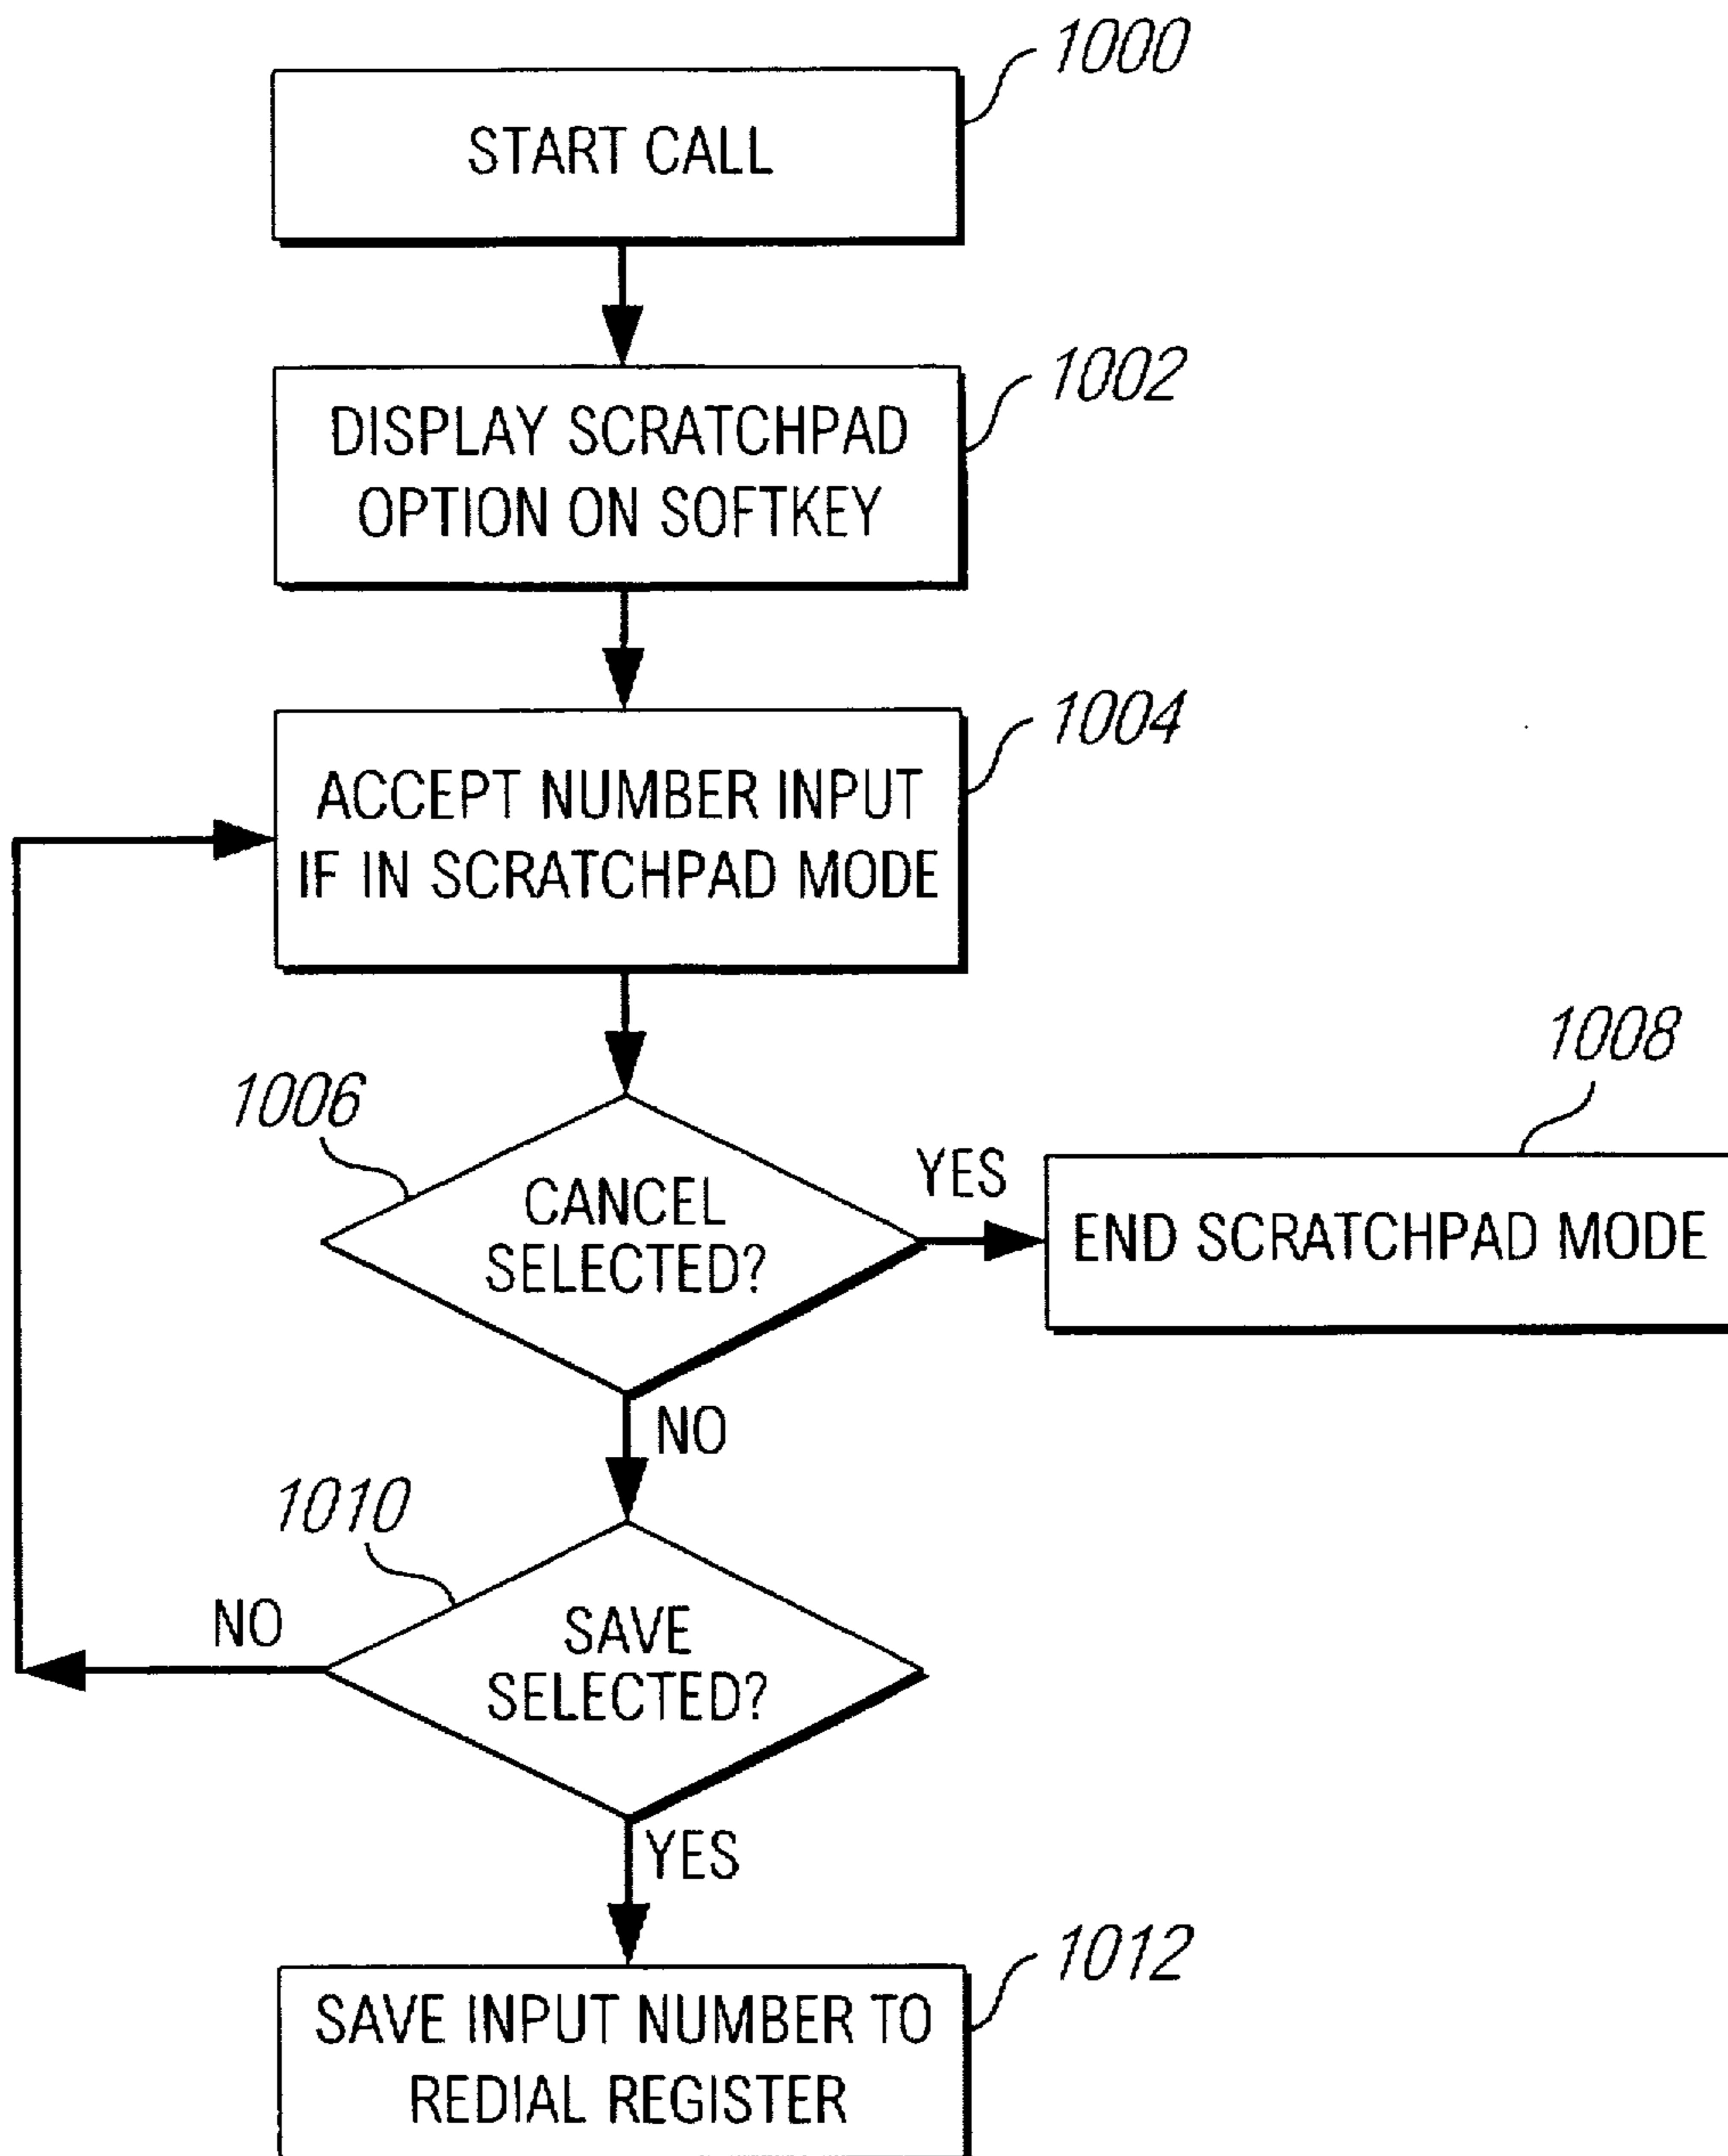 1000
START CALL
1002
DISPLAY SCRATCHPAD
OPTION ON SOFTKEY
1004
ACCEPT NUMBER INPUT
IF IN SCRATCHPAD MODE
1006
CANCEL
SELECTED?
YES
1008
END SCRATCHPAD MODE
NO
1010
SAVE
SELECTED?
NO
YES
1012
SAVE INPUT NUMBER TO
REDIAL REGISTER